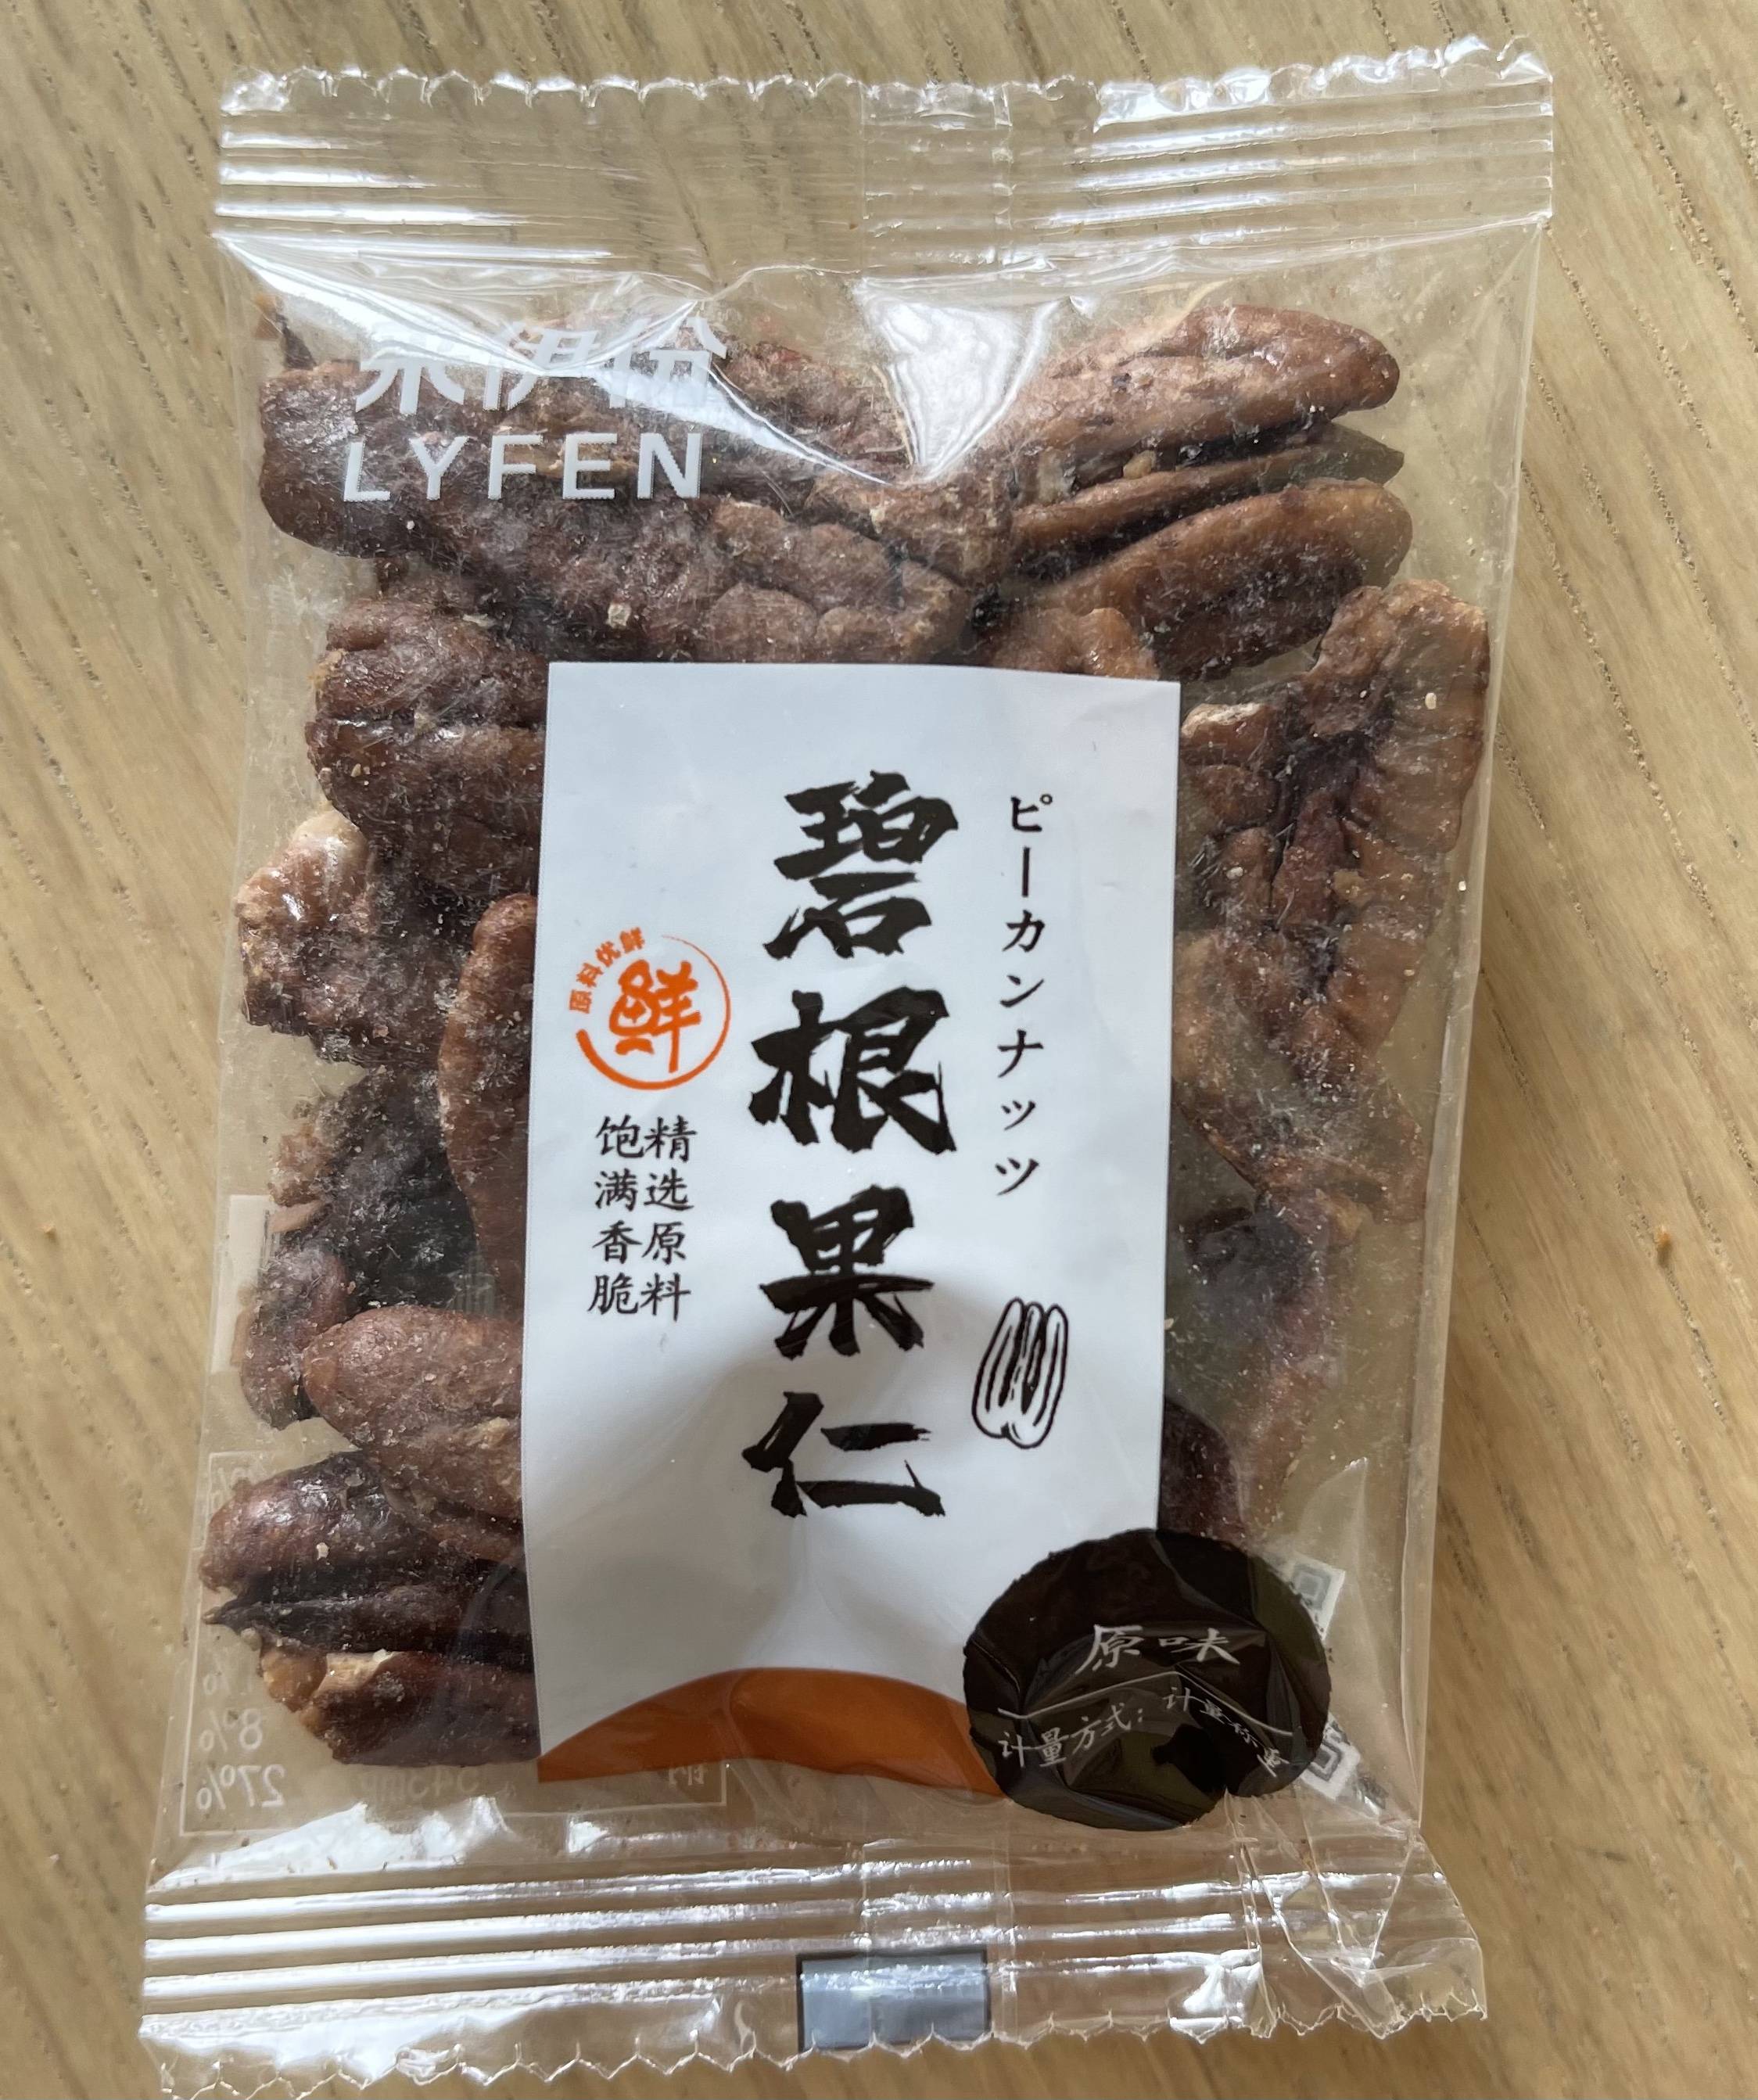 来伊份
LYFEN
ピーカンナッツ
碧根果仁
原料优鲜
鲜
精选原料
饱满香脆
原味
计量方式：计量称重
8%
27%